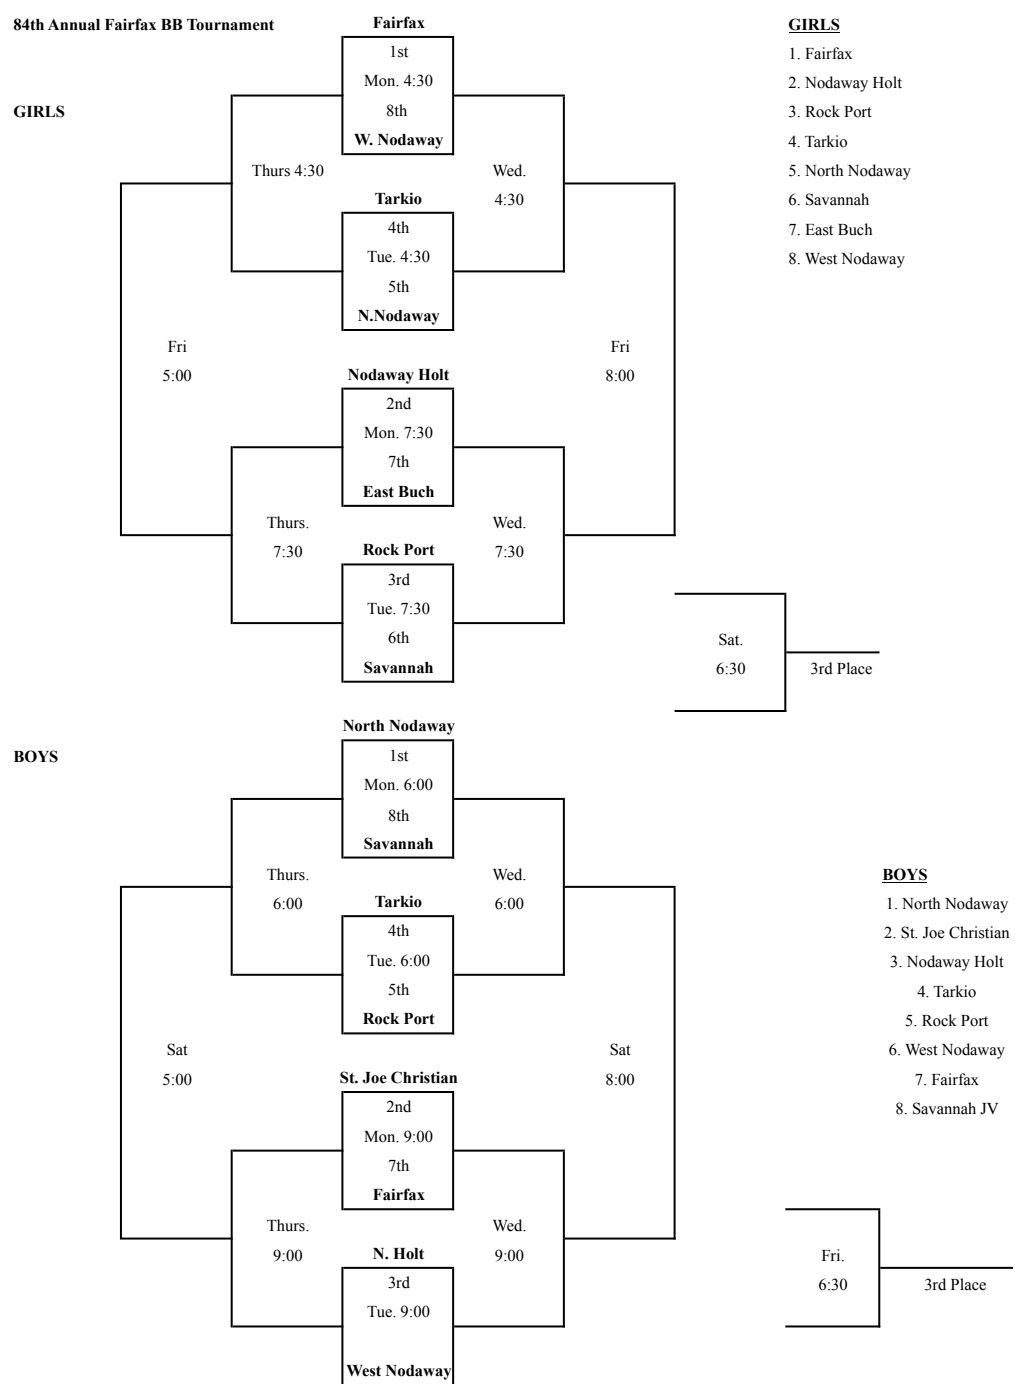 84th Annual Fairfax BB Tournament
Fairfax
GIRLS
1st
1. Fairfax
Mon. 4:30
2. Nodaway Holt
GIRLS
8th
3. Rock Port
W. Nodaway
4. Tarkio
Thurs 4:30
Wed.
5. North Nodaway
Tarkio
4:30
6. Savannah
4th
7. East Buch
Tue. 4:30
8. West Nodaway
5th
N.Nodaway
Fri
Fri
5:00
Nodaway Holt
8:00
2nd
Mon. 7:30
7th
East Buch
Thurs.
Wed.
7:30
Rock Port
7:30
3rd
Tue. 7:30
6th
Sat.
Savannah
6:30
3rd Place
North Nodaway
BOYS
1st
Mon. 6:00
8th
Savannah
Thurs.
Wed.
BOYS
6:00
Tarkio
6:00
1. North Nodaway
4th
2. St. Joe Christian
Tue. 6:00
3. Nodaway Holt
5th
4. Tarkio
Rock Port
5. Rock Port
Sat
Sat
6. West Nodaway
5:00
St. Joe Christian
8:00
7. Fairfax
2nd
8. Savannah JV
Mon. 9:00
7th
Fairfax
Thurs.
Wed.
9:00
N. Holt
9:00
Fri.
3rd
6:30
3rd Place
Tue. 9:00
West Nodaway